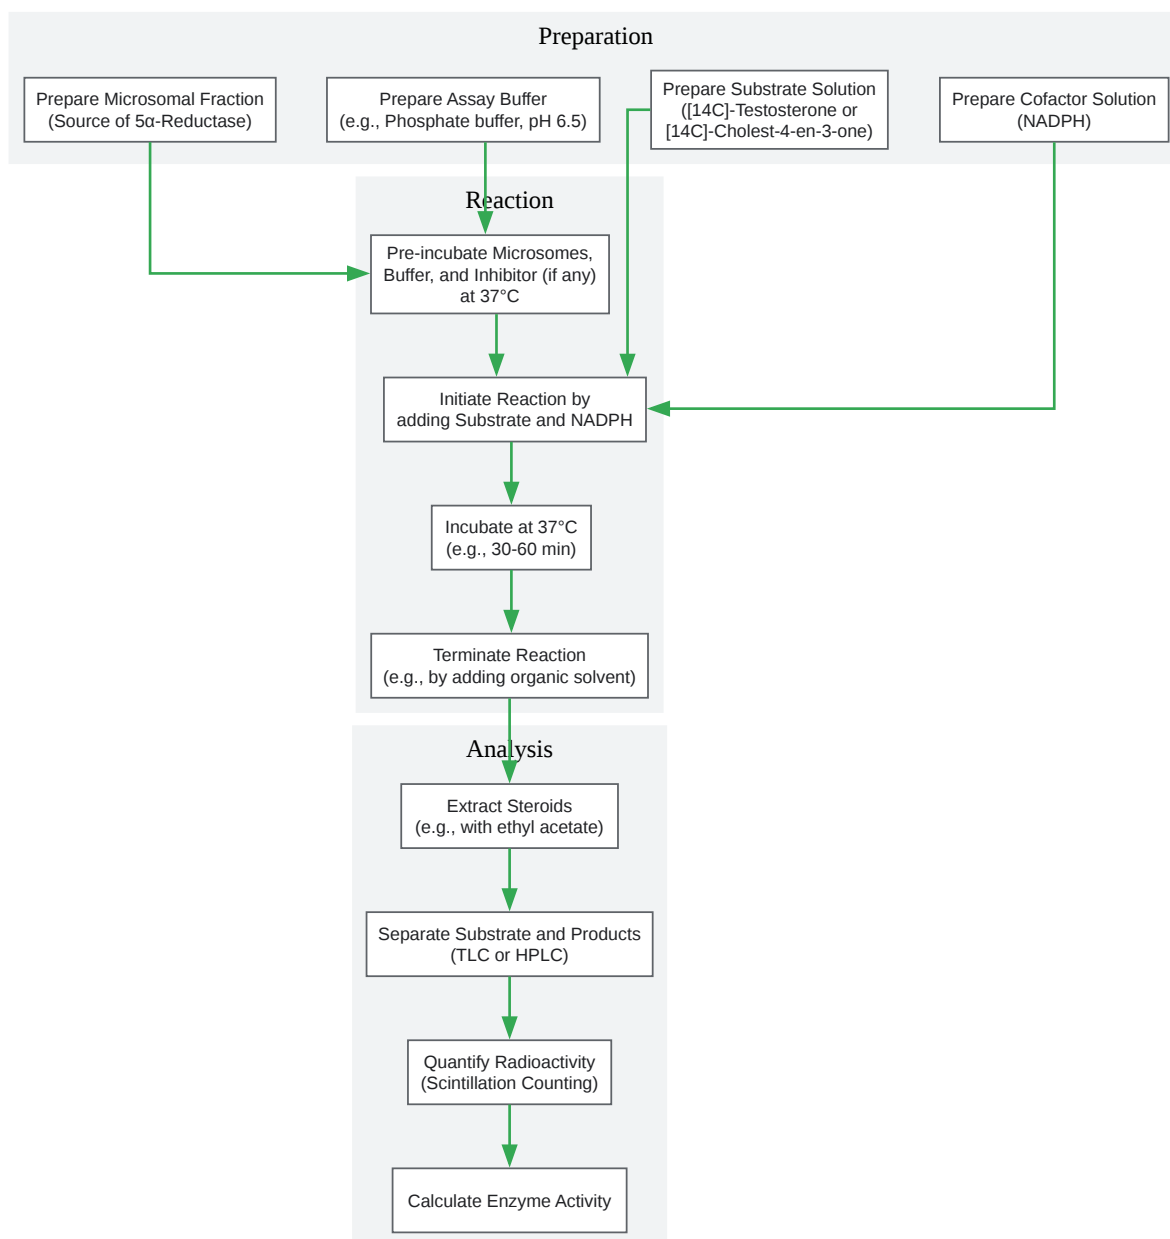 Preparation
Prepare Microsomal Fraction
(Source of 5α-Reductase)
Prepare Assay Buffer
(e.g., Phosphate buffer, pH 6.5)
Prepare Substrate Solution
([14C]-Testosterone or
[14C]-Cholest-4-en-3-one)
Prepare Cofactor Solution
(NADPH)
Reaction
Pre-incubate Microsomes,
Buffer, and Inhibitor (if any)
at 37°C
Initiate Reaction by
adding Substrate and NADPH
Incubate at 37°C
(e.g., 30-60 min)
Terminate Reaction
(e.g., by adding organic solvent)
Analysis
Extract Steroids
(e.g., with ethyl acetate)
Separate Substrate and Products
(TLC or HPLC)
Quantify Radioactivity
(Scintillation Counting)
Calculate Enzyme Activity